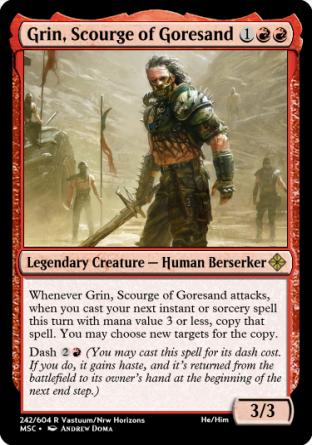 Grin, Scourge of Goresand 1RR
Legendary Creature — Human Berserker
Whenever Grin, Scourge of Goresand attacks,
when you cast your next instant or sorcery spell
this turn with mana value 3 or less, copy that
spell. You may choose new targets for the copy.
Dash 2R (You may cast this spell for its dash cost.
If you do, it gains haste, and it's returned from the
battlefield to its owner's hand at the beginning of
the next end step.)
3/3
242/604 R Vastuum/Nrw Horizons He/Him
MSC • Andrew Doma